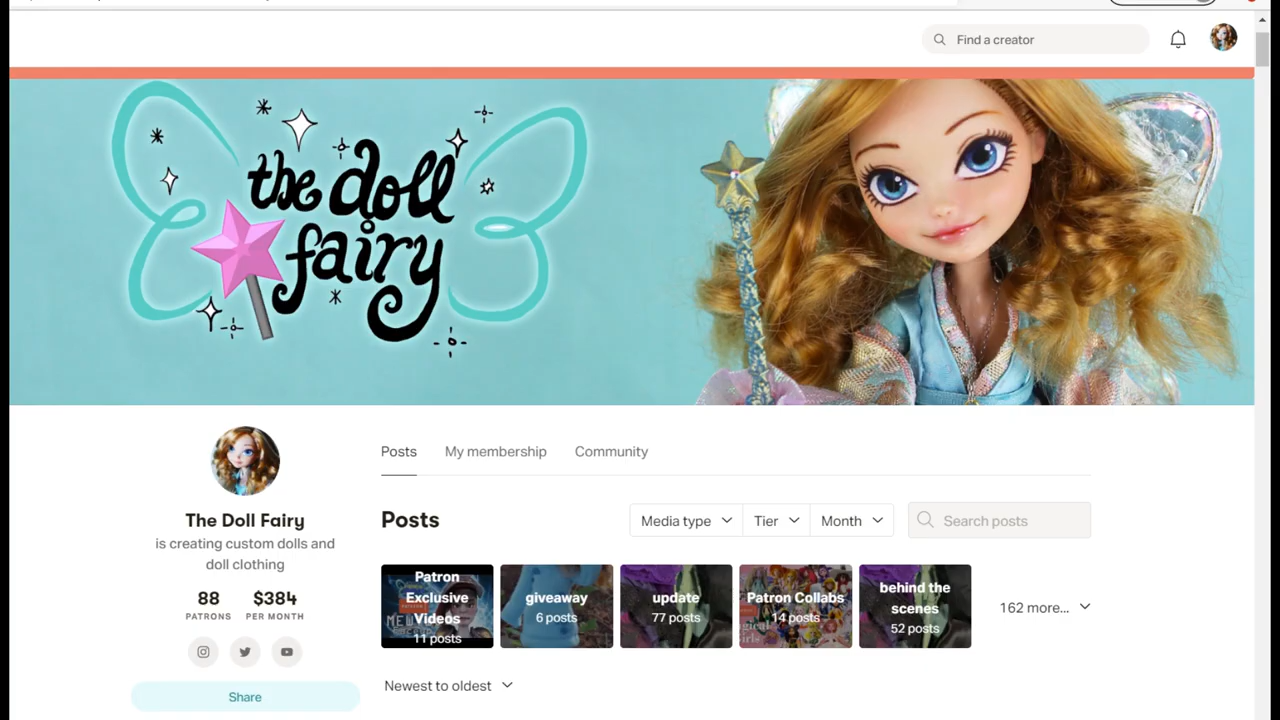 Find a creator
the doll
fairy
Posts
My membership
Community
The Doll Fairy
is creating custom dolls and
doll clothing
88
$384
PATRONS
PER MONTH
Share
Posts
Media type
Tier
Month
Search posts
Patron
Exclusive
Videos
11 posts
giveaway
6 posts
update
77 posts
Patron Collabs
14 posts
behind the
scenes
52 posts
162 more...
Newest to oldest